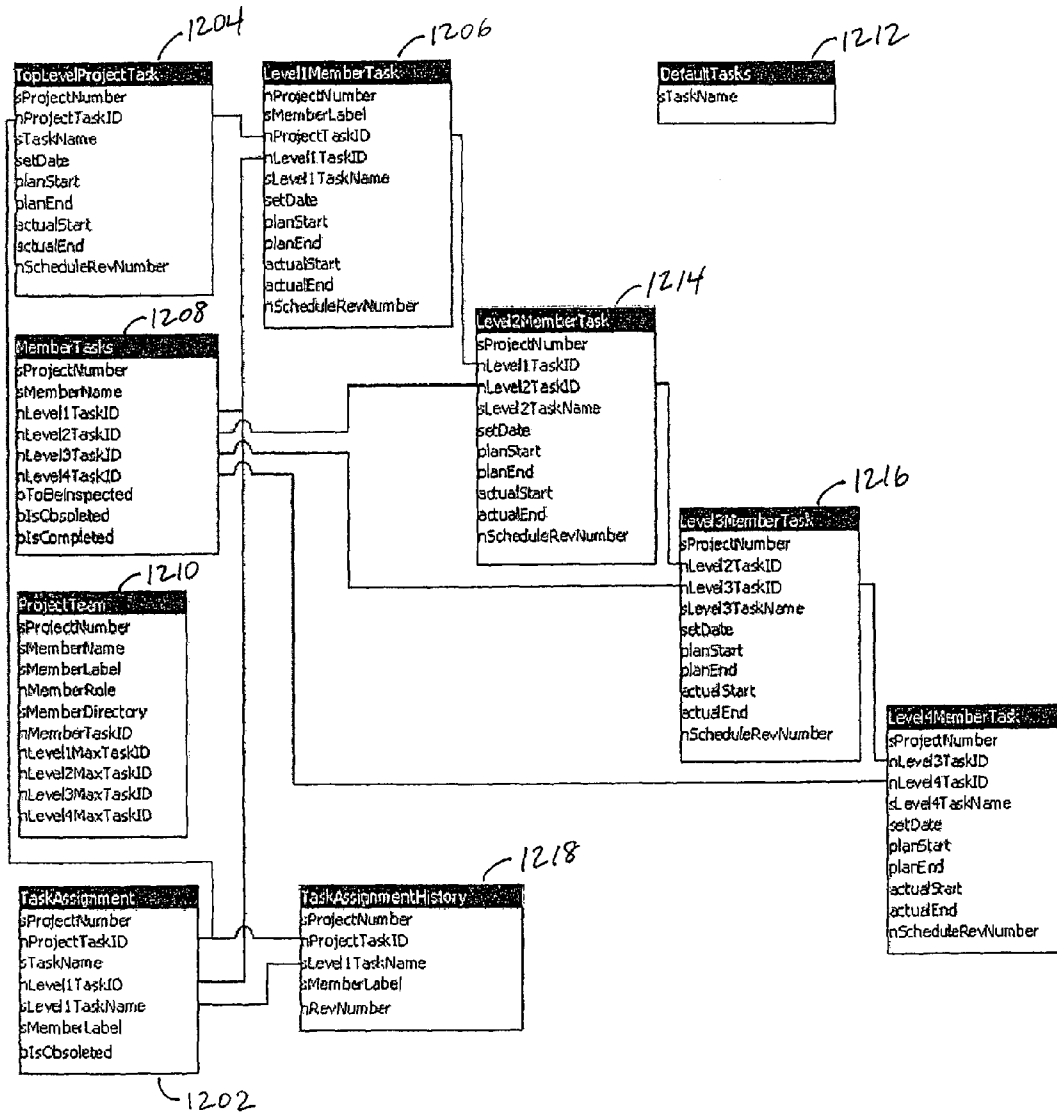 1204
TopLevelProjectTask
sProjectNumber
nProjectTaskID
sTaskName
setDate
planStart
planEnd
actualStart
actualEnd
nScheduleRevNumber
1206
Level1MemberTask
nProjectNumber
sMemberLabel
nProjectTaskID
nLevel1TaskID
sLevel1TaskName
setDate
planStart
planEnd
actualStart
actualEnd
nScheduleRevNumber
1212
DefaultTasks
sTaskName
1208
MemberTasks
sProjectNumber
sMemberName
nLevel1TaskID
nLevel2TaskID
nLevel3TaskID
nLevel4TaskID
bToBeInspected
bIsObsoleted
bIsCompleted
1214
Level2MemberTask
sProjectNumber
nLevel1TaskID
nLevel2TaskID
sLevel2TaskName
setDate
planStart
planEnd
actualStart
actualEnd
nScheduleRevNumber
1216
Level3MemberTask
sProjectNumber
nLevel2TaskID
nLevel3TaskID
sLevel3TaskName
setDate
planStart
planEnd
actualStart
actualEnd
nScheduleRevNumber
1210
ProjectTeam
sProjectNumber
sMemberName
sMemberLabel
nMemberRole
sMemberDirectory
nMemberTaskID
nLevel1MaxTaskID
nLevel2MaxTaskID
nLevel3MaxTaskID
nLevel4MaxTaskID
Level4MemberTask
sProjectNumber
nLevel3TaskID
nLevel4TaskID
sLevel4TaskName
setDate
planStart
planEnd
actualStart
actualEnd
nScheduleRevNumber
TaskAssignment
sProjectNumber
nProjectTaskID
sTaskName
nLevel1TaskID
sLevel1TaskName
sMemberLabel
bIsObsoleted
1202
1218
TaskAssignmentHistory
sProjectNumber
nProjectTaskID
sLevel1TaskName
sMemberLabel
nRevNumber